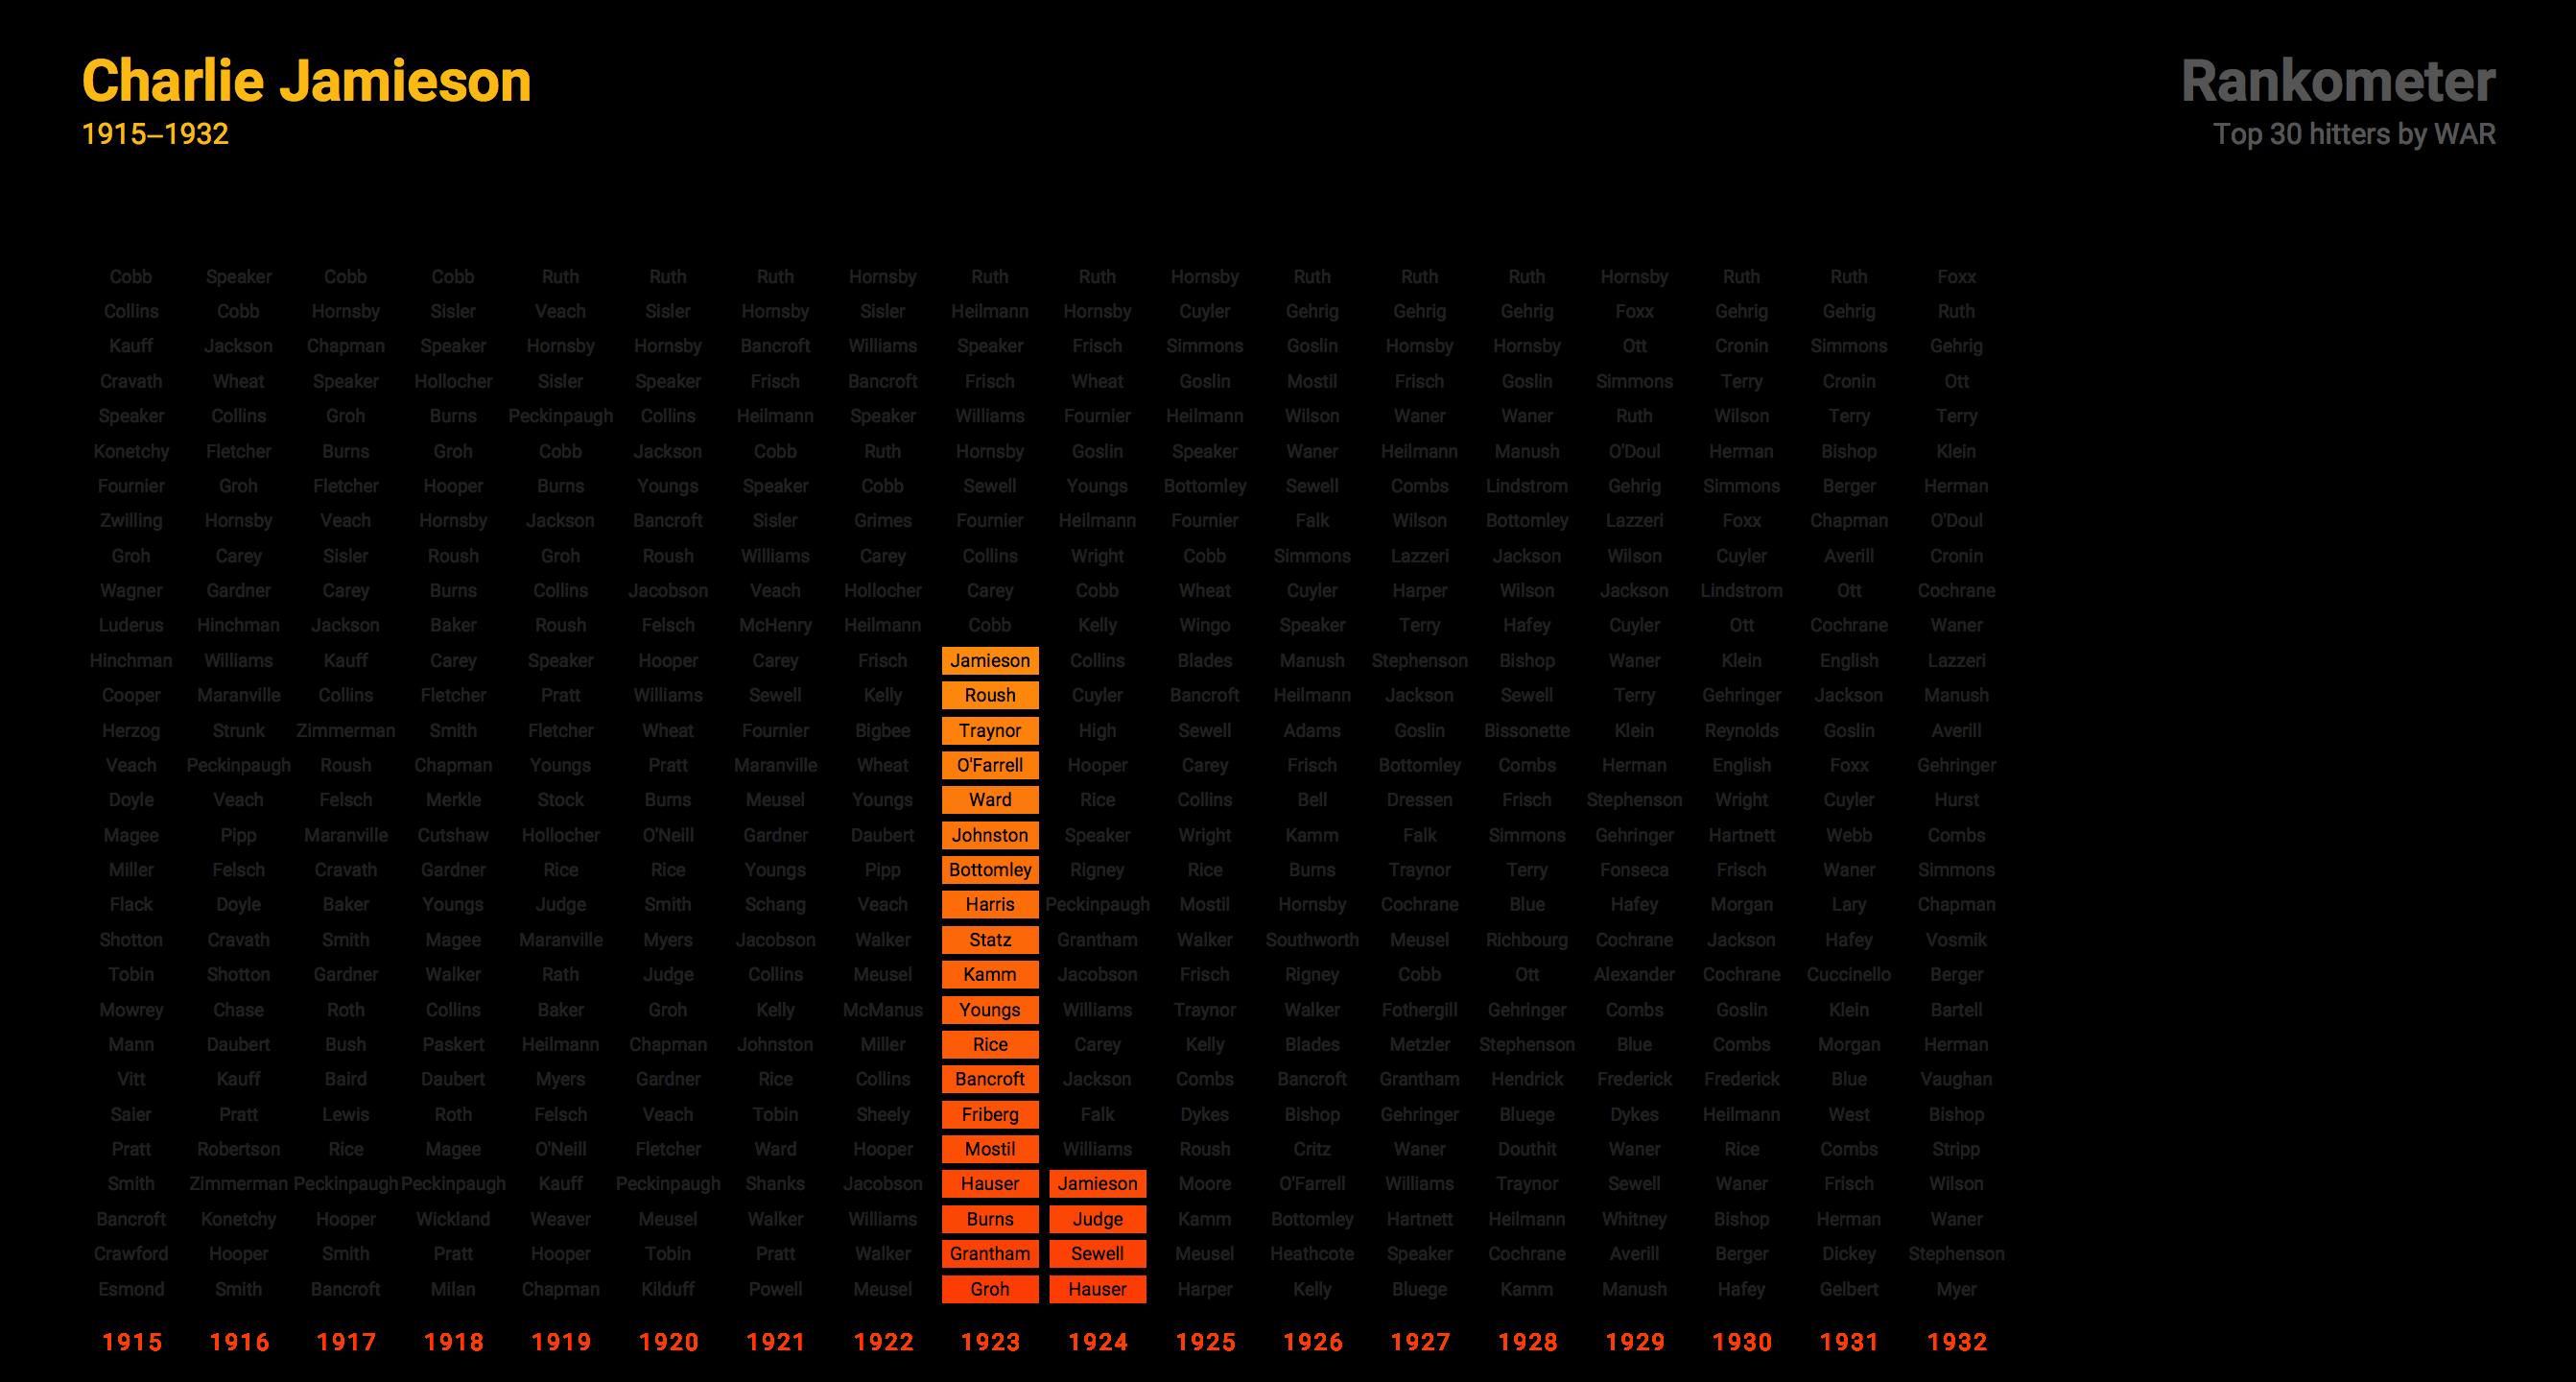 Charlie Jamieson
1915–1932
Rankometer
Top 30 hitters by WAR
Cobb Speaker Cobb Cobb Ruth Ruth Ruth Hornsby Ruth Ruth Hornsby Ruth Ruth Ruth Hornsby Ruth Ruth Foxx
Collins Cobb Hornsby Sisler Veach Sisler Hornsby Sisler Heilmann Hornsby Cuyler Gehrig Gehrig Gehrig Foxx Gehrig Gehrig Ruth
Kauff Jackson Chapman Speaker Hornsby Hornsby Bancroft Williams Speaker Frisch Simmons Goslin Hornsby Hornsby Ott Cronin Simmons Gehrig
Cravath Wheat Speaker Hollocher Sisler Speaker Frisch Bancroft Frisch Wheat Goslin Mostil Frisch Goslin Simmons Terry Cronin Ott
Speaker Collins Groh Burns Peckinpaugh Collins Heilmann Speaker Williams Fournier Heilmann Wilson Waner Waner Ruth Wilson Terry Terry
Konetchy Fletcher Burns Groh Cobb Jackson Cobb Ruth Hornsby Goslin Speaker Waner Heilmann Manush O'Doul Herman Bishop Klein
Fournier Groh Fletcher Hooper Burns Youngs Speaker Cobb Sewell Youngs Bottomley Sewell Combs Lindstrom Gehrig Simmons Berger Herman
Zwilling Hornsby Veach Hornsby Jackson Bancroft Sisler Grimes Fournier Heilmann Fournier Falk Wilson Bottomley Lazzeri Foxx Chapman O'Doul
Groh Carey Sisler Roush Groh Roush Williams Carey Collins Wright Cobb Simmons Lazzeri Jackson Wilson Cuyler Averill Cronin
Wagner Gardner Carey Burns Collins Jacobson Veach Hollocher Carey Cobb Wheat Cuyler Harper Wilson Jackson Lindstrom Ott Cochrane
Luderus Hinchman Jackson Baker Roush Felsch McHenry Heilmann Cobb Kelly Wingo Speaker Terry Hafey Cuyler Ott Cochrane Waner
Hinchman Williams Kauff Carey Speaker Hooper Carey Frisch Jamieson Collins Blades Manush Stephenson Bishop Waner Klein English Lazzeri
Cooper Maranville Collins Fletcher Pratt Williams Sewell Kelly Roush Cuyler Bancroft Heilmann Jackson Sewell Terry Gehringer Jackson Manush
Herzog Strunk Zimmerman Smith Fletcher Wheat Fournier Bigbee Traynor High Sewell Adams Goslin Bissonette Klein Reynolds Goslin Averill
Veach Peckinpaugh Roush Chapman Youngs Pratt Maranville Wheat O'Farrell Hooper Carey Frisch Bottomley Combs Herman English Foxx Gehringer
Doyle Veach Felsch Merkle Stock Burns Meusel Youngs Ward Rice Collins Bell Dressen Frisch Stephenson Wright Cuyler Hurst
Magee Pipp Maranville Cutshaw Hollocher O'Neill Gardner Daubert Johnston Speaker Wright Kamm Falk Simmons Gehringer Hartnett Webb Combs
Miller Felsch Cravath Gardner Rice Rice Youngs Pipp Bottomley Rigney Rice Burns Traynor Terry Fonseca Frisch Waner Simmons
Flack Doyle Baker Youngs Judge Smith Schang Veach Harris Peckinpaugh Mostil Hornsby Cochrane Blue Hafey Morgan Lary Chapman
Shotton Cravath Smith Magee Maranville Myers Jacobson Walker Statz Grantham Walker Southworth Meusel Richbourg Cochrane Jackson Hafey Vosmik
Tobin Shotton Gardner Walker Rath Judge Collins Meusel Kamm Jacobson Frisch Rigney Cobb Ott Alexander Cochrane Cuccinello Berger
Mowrey Chase Roth Collins Baker Groh Kelly McManus Youngs Williams Traynor Walker Fothergill Gehringer Combs Goslin Klein Bartell
Mann Daubert Bush Paskert Heilmann Chapman Johnston Miller Rice Carey Kelly Blades Metzler Stephenson Blue Combs Morgan Herman
Vitt Kauff Baird Daubert Myers Gardner Rice Collins Bancroft Jackson Combs Bancroft Grantham Hendrick Frederick Frederick Blue Vaughan
Saier Pratt Lewis Roth Felsch Veach Tobin Sheely Friberg Falk Dykes Bishop Gehringer Bluege Dykes Heilmann West Bishop
Pratt Robertson Rice Magee O'Neill Fletcher Ward Hooper Mostil Williams Roush Critz Waner Douthit Waner Rice Combs Stripp
Smith Zimmerman Peckinpaugh Peckinpaugh Kauff Peckinpaugh Shanks Jacobson Hauser Jamieson Moore O'Farrell Williams Traynor Sewell Waner Frisch Wilson
Bancroft Konetchy Hooper Wickland Weaver Meusel Walker Williams Burns Judge Kamm Bottomley Hartnett Heilmann Whitney Bishop Herman Waner
Crawford Hooper Smith Pratt Hooper Tobin Pratt Walker Grantham Sewell Meusel Heathcote Speaker Cochrane Averill Berger Dickey Stephenson
Esmond Smith Bancroft Milan Chapman Kilduff Powell Meusel Groh Hauser Harper Kelly Bluege Kamm Manush Hafey Gelbert Myer
1915 1916 1917 1918 1919 1920 1921 1922 1923 1924 1925 1926 1927 1928 1929 1930 1931 1932